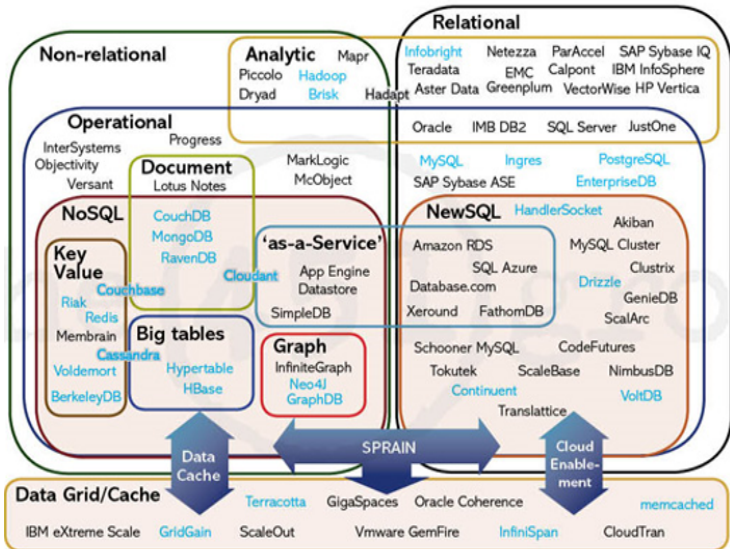 Relational
Non-relational
Analytic
Mapr
Piccolo Hadoop
Dryad Brisk Hadapt
Infobright Netezza ParAccel SAP Sybase IQ
Teradata EMC Calpont IBM InfoSphere
Aster Data Greenplum VectorWise HP Vertica
Operational
Oracle IMB DB2 SQL Server JustOne
InterSystems Progress
Objectivity
Versant
Document
Lotus Notes
MarkLogic
McObject
MySQL Ingres PostgreSQL
SAP Sybase ASE EnterpriseDB
NoSQL
CouchDB
MongoDB
RavenDB
Cloudant
Key
Value
Couchbase
Riak
Redis
Membrain
Cassandra
Voldemort
BerkeleyDB
Big tables
Hypertable
HBase
'as-a-Service'
App Engine
Datastore
SimpleDB
Graph
InfiniteGraph
Neo4J
GraphDB
NewSQL HandlerSocket
Amazon RDS
SQL Azure
Database.com
Xeround FathomDB
Akiban
MySQL Cluster
Clustrix
Drizzle
GenieDB
ScalArc
Schooner MySQL CodeFutures
Tokutek ScaleBase NimbusDB
Continuent VoltDB
Translattice
Data
Cache
SPRAIN
Cloud
Enable-
ment
Data Grid/Cache
Terracotta GigaSpaces Oracle Coherence memcached
IBM eXtreme Scale GridGain ScaleOut Vmware GemFire InfiniSpan CloudTran